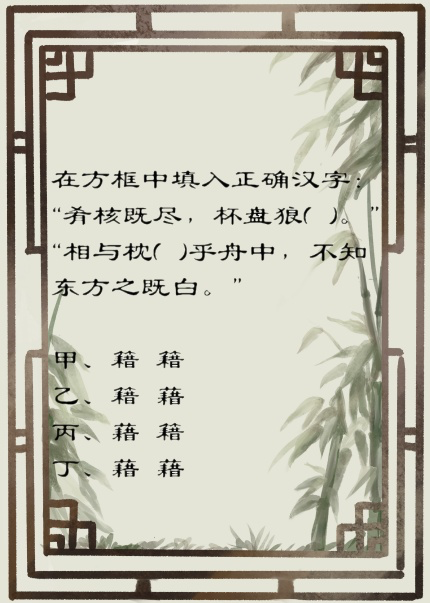 在方框中填入正确汉字：
“肴核既尽，杯盘狼( )。”
“相与枕( )乎舟中，不知
东方之既白。”
甲、籍 籍
乙、籍 藉
丙、藉 籍
丁、藉 藉